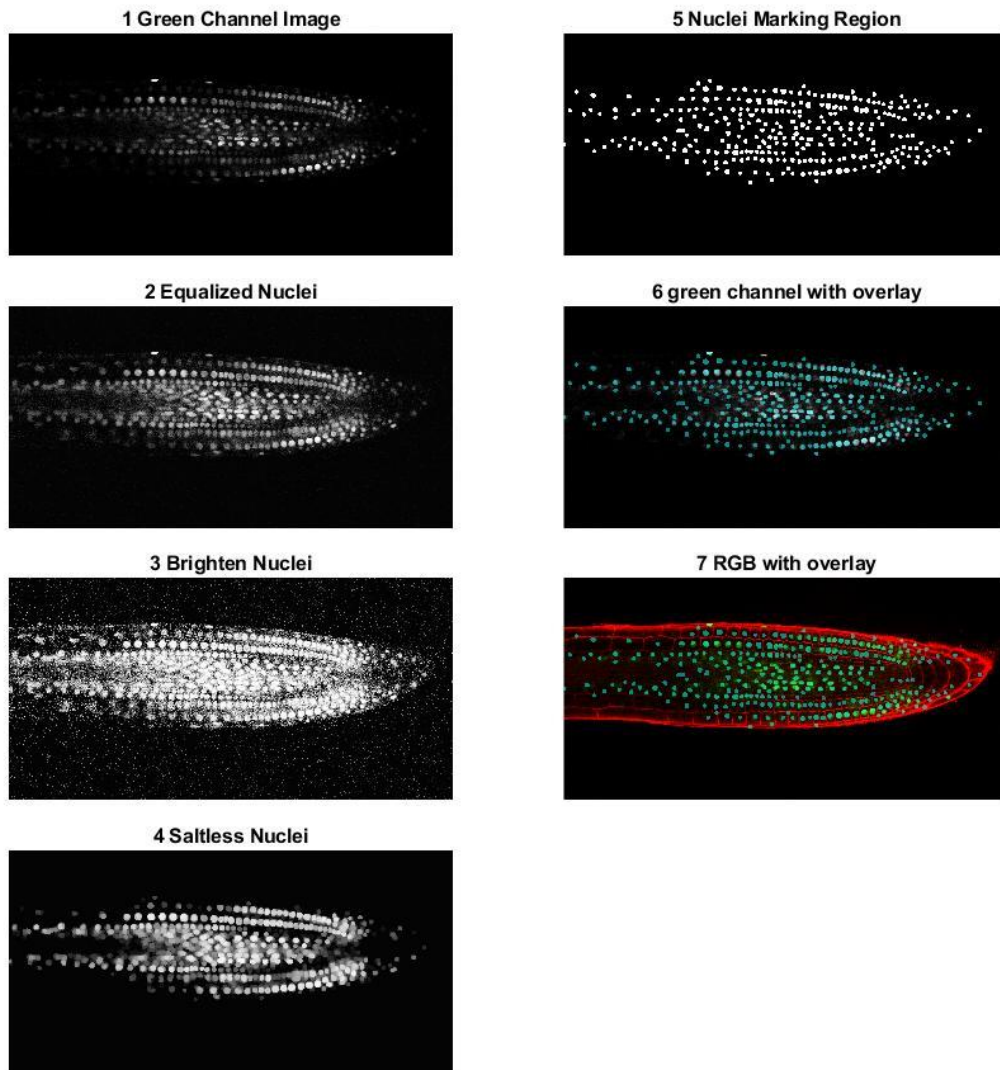 1 Green Channel Image
5 Nuclei Marking Region
2 Equalized Nuclei
6 green channel with overlay
3 Brighten Nuclei
7 RGB with overlay
4 Saltless Nuclei